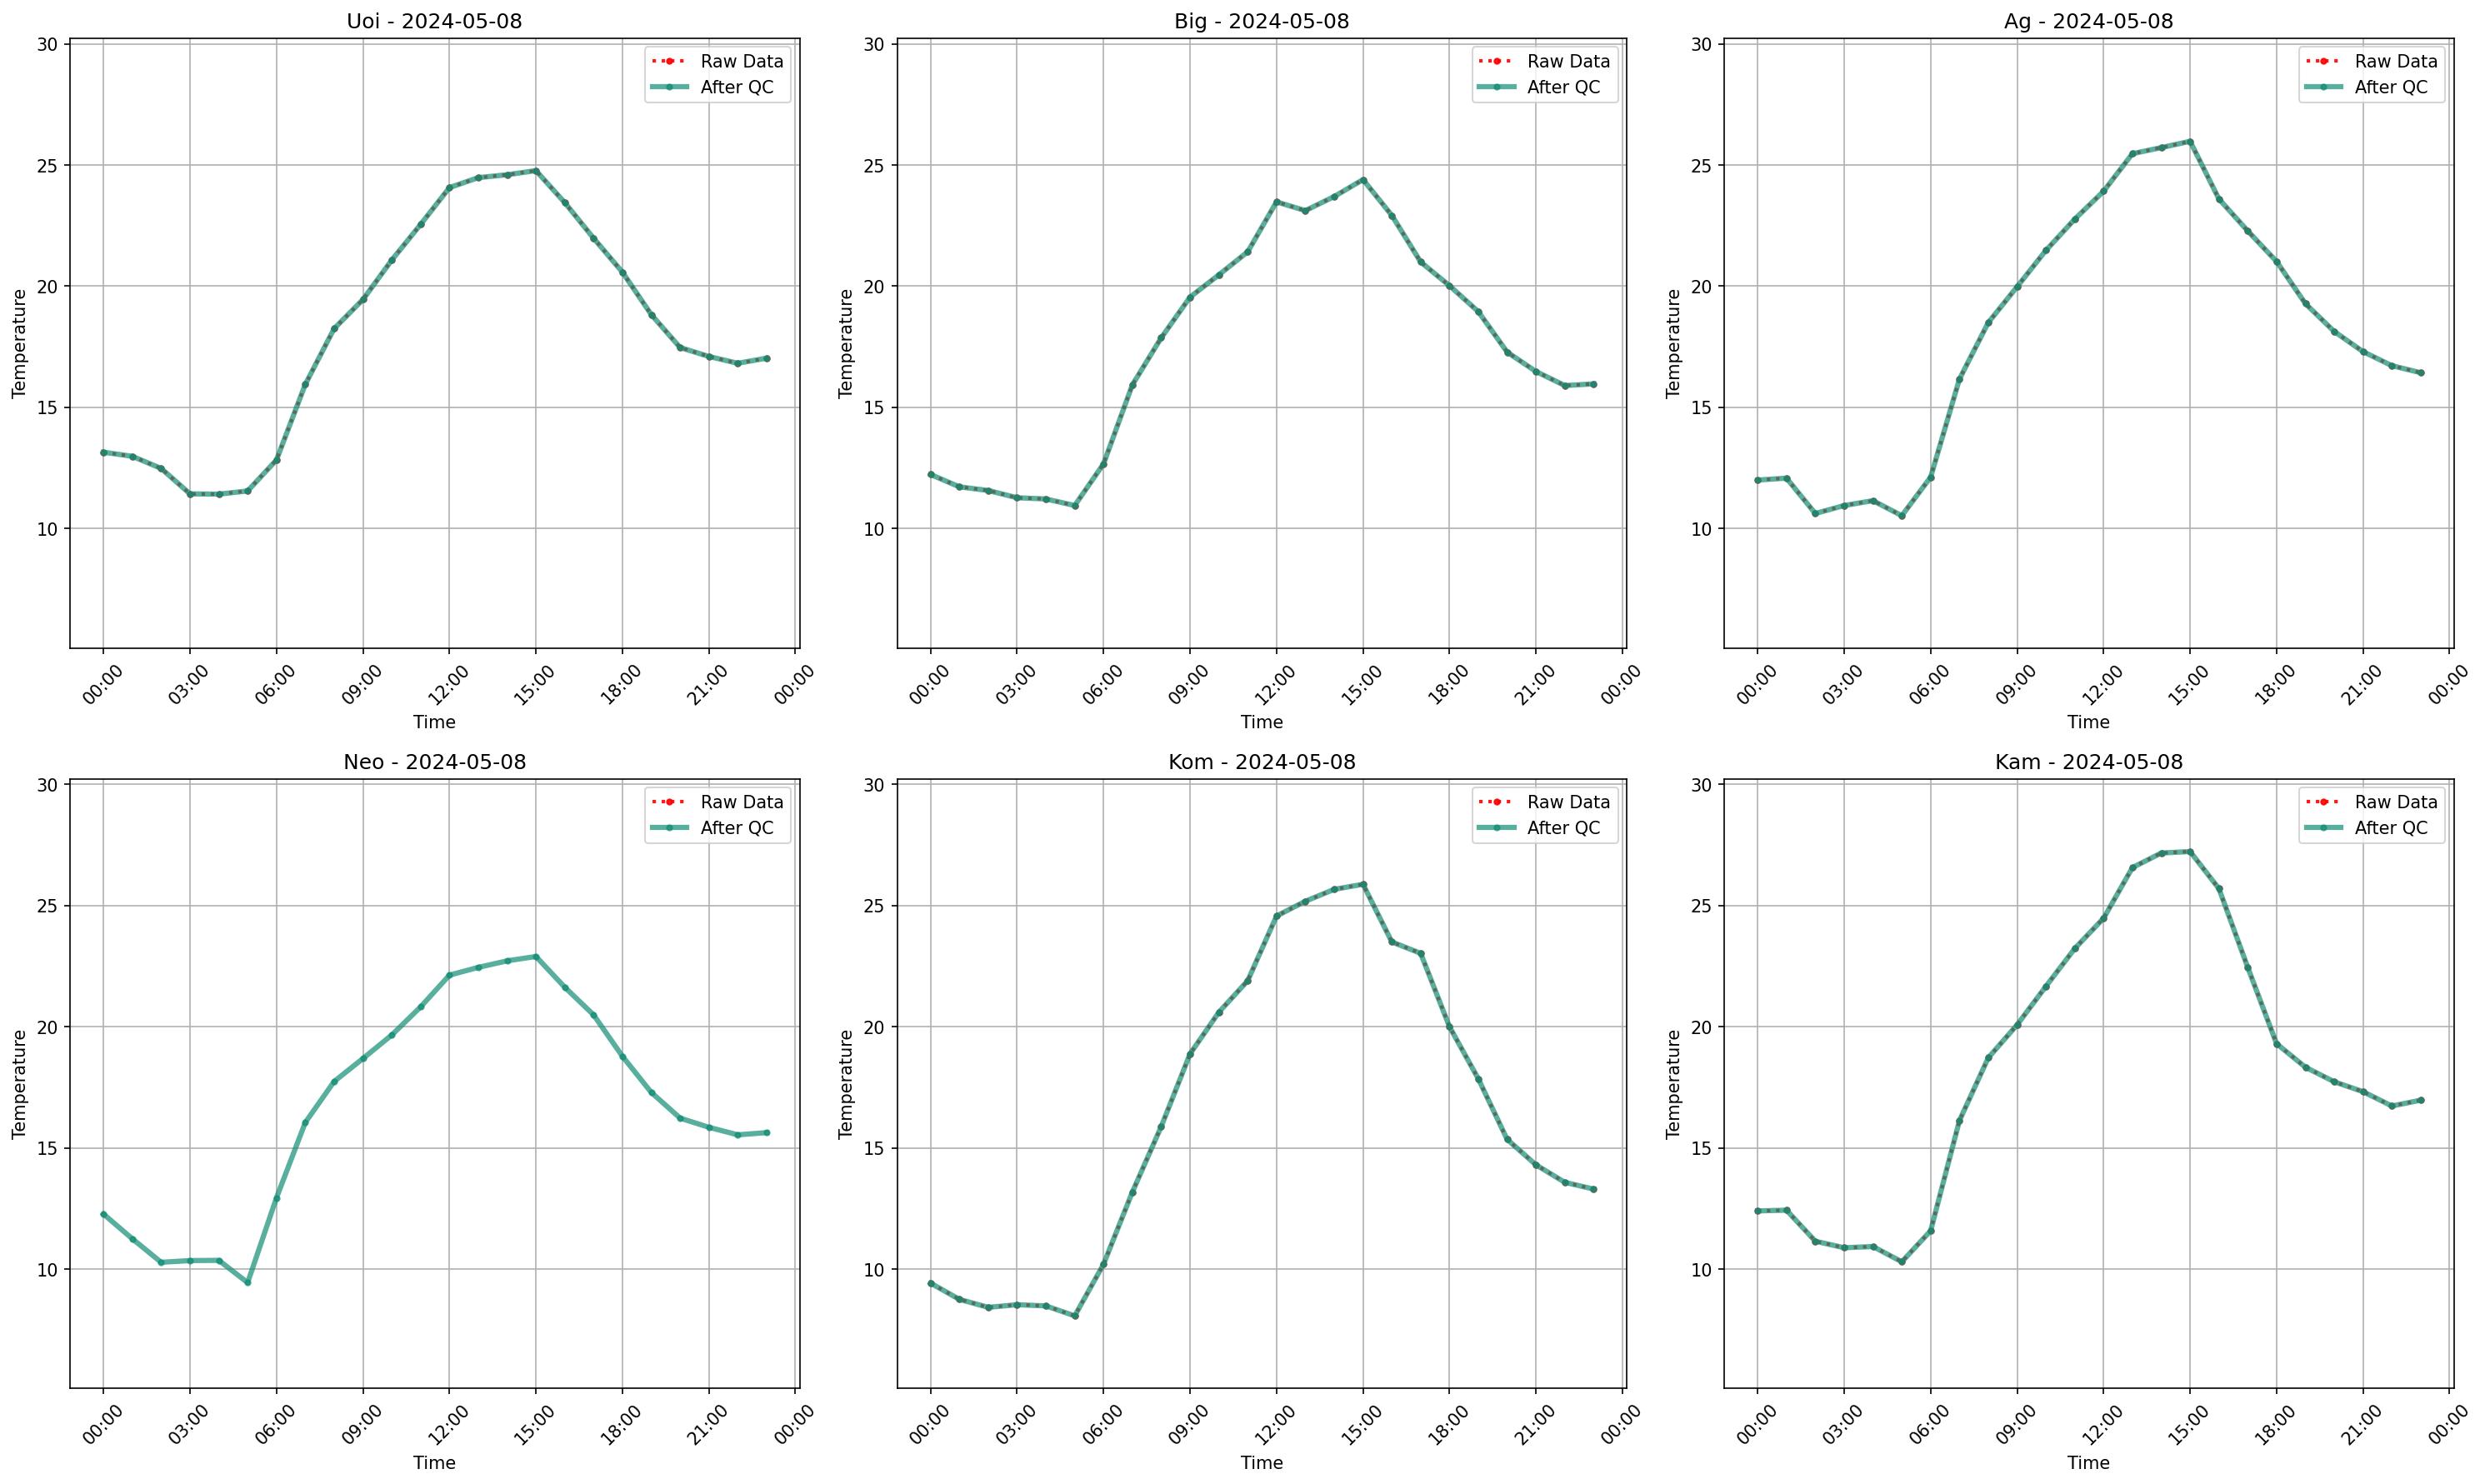 Uoi - 2024-05-08
Raw Data
After QC
Temperature
30
25
20
15
10
00:00
03:00
06:00
09:00
12:00
15:00
18:00
21:00
00:00
Time
Big - 2024-05-08
Raw Data
After QC
Temperature
30
25
20
15
10
00:00
03:00
06:00
09:00
12:00
15:00
18:00
21:00
00:00
Time
Ag - 2024-05-08
Raw Data
After QC
Temperature
30
25
20
15
10
00:00
03:00
06:00
09:00
12:00
15:00
18:00
21:00
00:00
Time
Neo - 2024-05-08
Raw Data
After QC
Temperature
30
25
20
15
10
00:00
03:00
06:00
09:00
12:00
15:00
18:00
21:00
00:00
Time
Kom - 2024-05-08
Raw Data
After QC
Temperature
30
25
20
15
10
00:00
03:00
06:00
09:00
12:00
15:00
18:00
21:00
00:00
Time
Kam - 2024-05-08
Raw Data
After QC
Temperature
30
25
20
15
10
00:00
03:00
06:00
09:00
12:00
15:00
18:00
21:00
00:00
Time